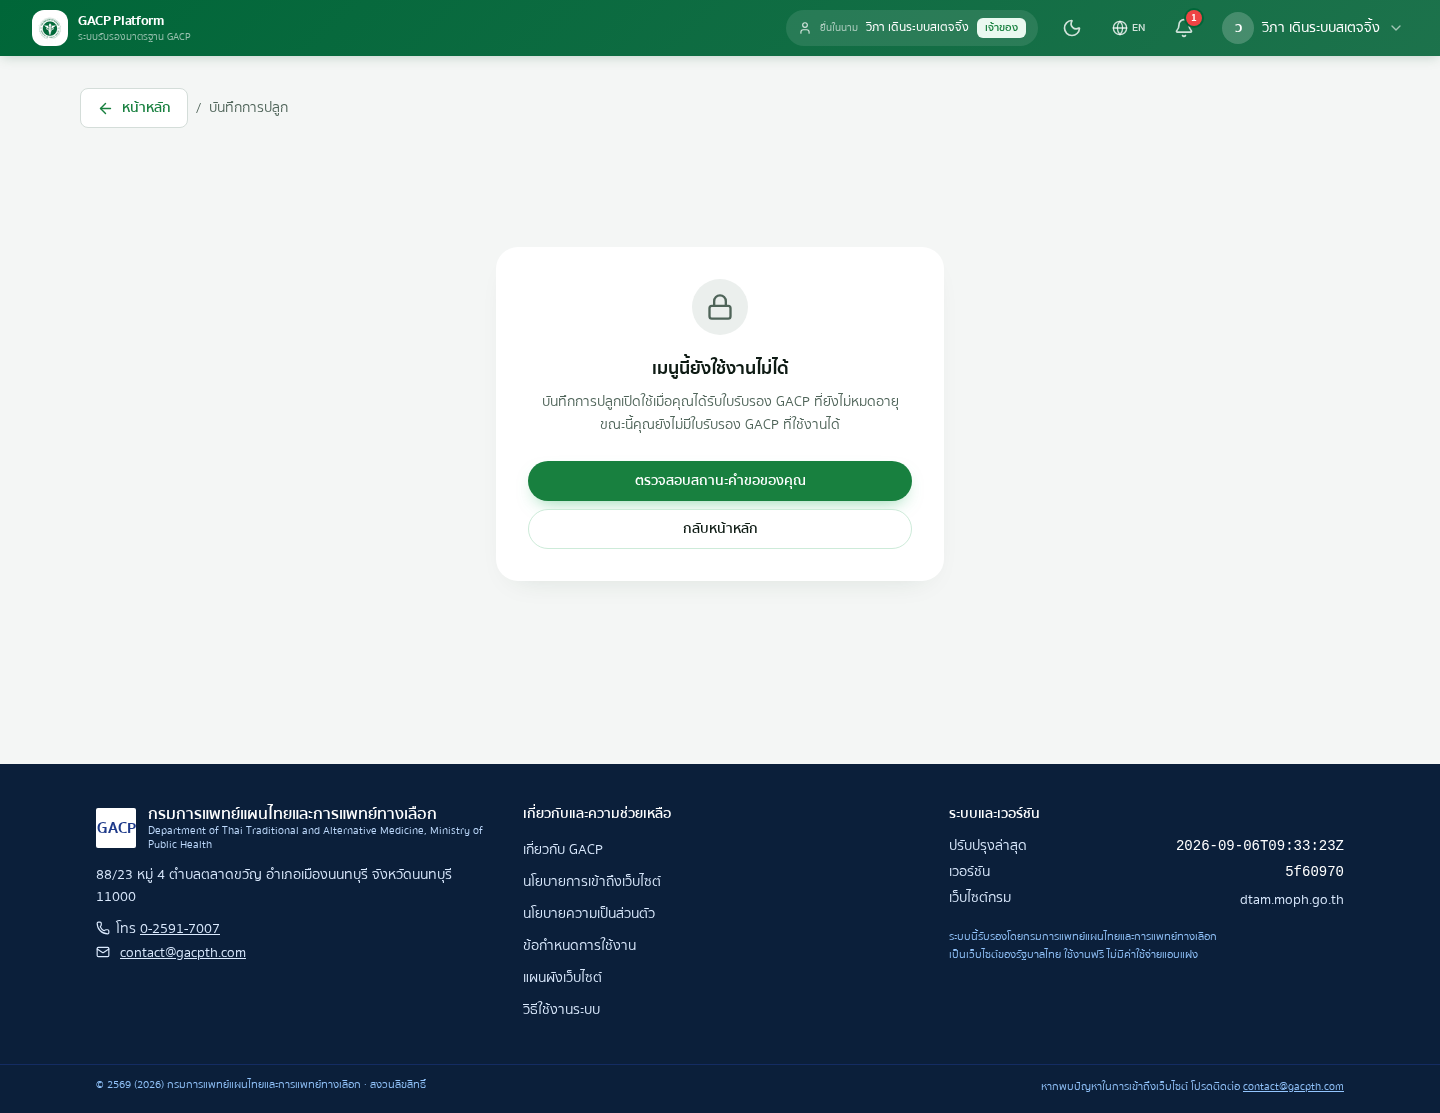 GACP Platform
ระบบรับรองมาตรฐาน GACP
ยื่นในนาม วิภา เดินระบบสเตจจิ้ง เจ้าของ
EN
1
ว วิภา เดินระบบสเตจจิ้ง
หน้าหลัก / บันทึกการปลูก
เมนูนี้ยังใช้งานไม่ได้
บันทึกการปลูกเปิดใช้เมื่อคุณได้รับใบรับรอง GACP ที่ยังไม่หมดอายุ
ขณะนี้คุณยังไม่มีใบรับรอง GACP ที่ใช้งานได้
ตรวจสอบสถานะคำขอของคุณ
กลับหน้าหลัก
GACP
กรมการแพทย์แผนไทยและการแพทย์ทางเลือก
Department of Thai Traditional and Alternative Medicine, Ministry of
Public Health
88/23 หมู่ 4 ตำบลตลาดขวัญ อำเภอเมืองนนทบุรี จังหวัดนนทบุรี
11000
โทร 0-2591-7007
contact@gacpth.com
เกี่ยวกับและความช่วยเหลือ
เกี่ยวกับ GACP
นโยบายการเข้าถึงเว็บไซต์
นโยบายความเป็นส่วนตัว
ข้อกำหนดการใช้งาน
แผนผังเว็บไซต์
วิธีใช้งานระบบ
ระบบและเวอร์ชัน
ปรับปรุงล่าสุด 2026-09-06T09:33:23Z
เวอร์ชัน 5f60970
เว็บไซต์กรม dtam.moph.go.th
ระบบนี้รับรองโดยกรมการแพทย์แผนไทยและการแพทย์ทางเลือก
เป็นเว็บไซต์ของรัฐบาลไทย ใช้งานฟรี ไม่มีค่าใช้จ่ายแอบแฝง
© 2569 (2026) กรมการแพทย์แผนไทยและการแพทย์ทางเลือก · สงวนลิขสิทธิ์
หากพบปัญหาในการเข้าถึงเว็บไซต์ โปรดติดต่อ contact@gacpth.com